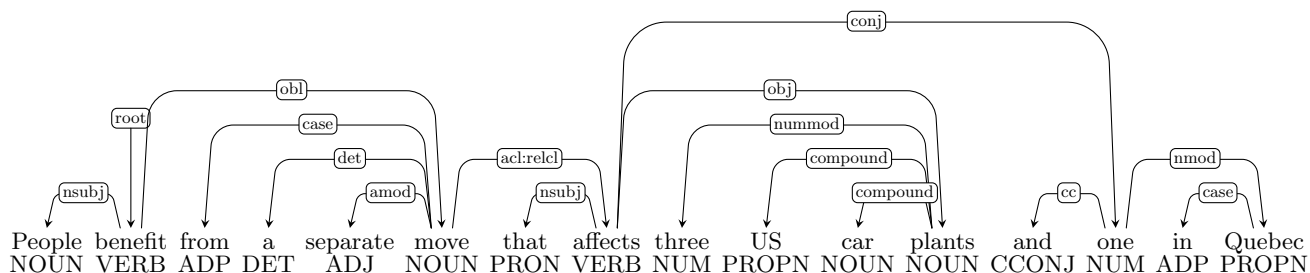 conj
obl obj
root case nummod
det acl:relcl compound nmod
nsubj amod nsubj compound cc case
People benefit from a separate move that affects three US car plants and one in Quebec
NOUN VERB ADP DET ADJ NOUN PRON VERB NUM PROPN NOUN NOUN CCONJ NUM ADP PROPN